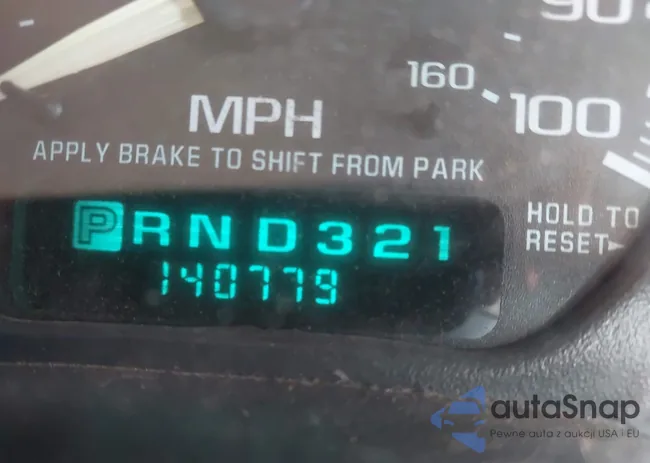 90
160 100
MPH
APPLY BRAKE TO SHIFT FROM PARK
HOLD TO
RESET
PRND321
140779
autaSnap
Pewne auta z aukcji USA i EU